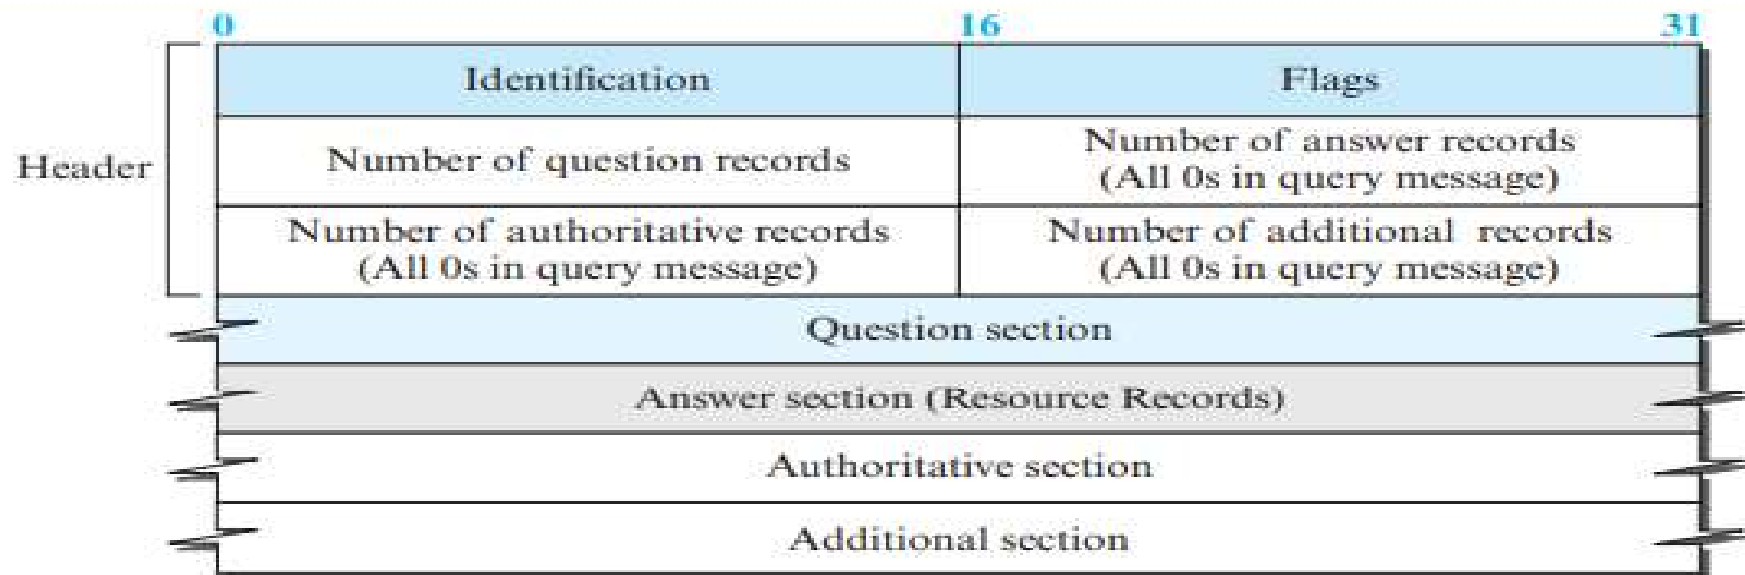 0 16 31
Identification Flags
Header
Number of question records
Number of answer records
(All 0s in query message)
Number of authoritative records
(All 0s in query message)
Number of additional records
(All 0s in query message)
Question section
Answer section (Resource Records)
Authoritative section
Additional section